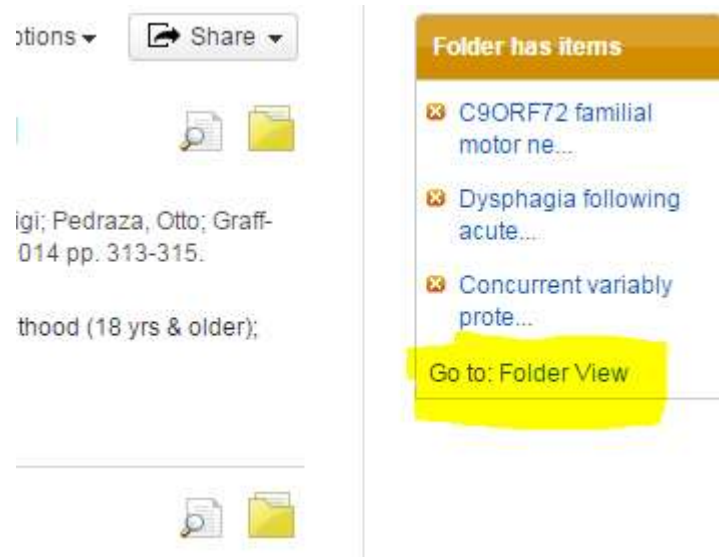 ptions
Share
igi; Pedraza, Otto; Graff-
014 pp. 313-315.
thood (18 yrs & older);
Folder has items
C9ORF72 familial
motor ne...
Dysphagia following
acute...
Concurrent variably
prote...
Go to: Folder View